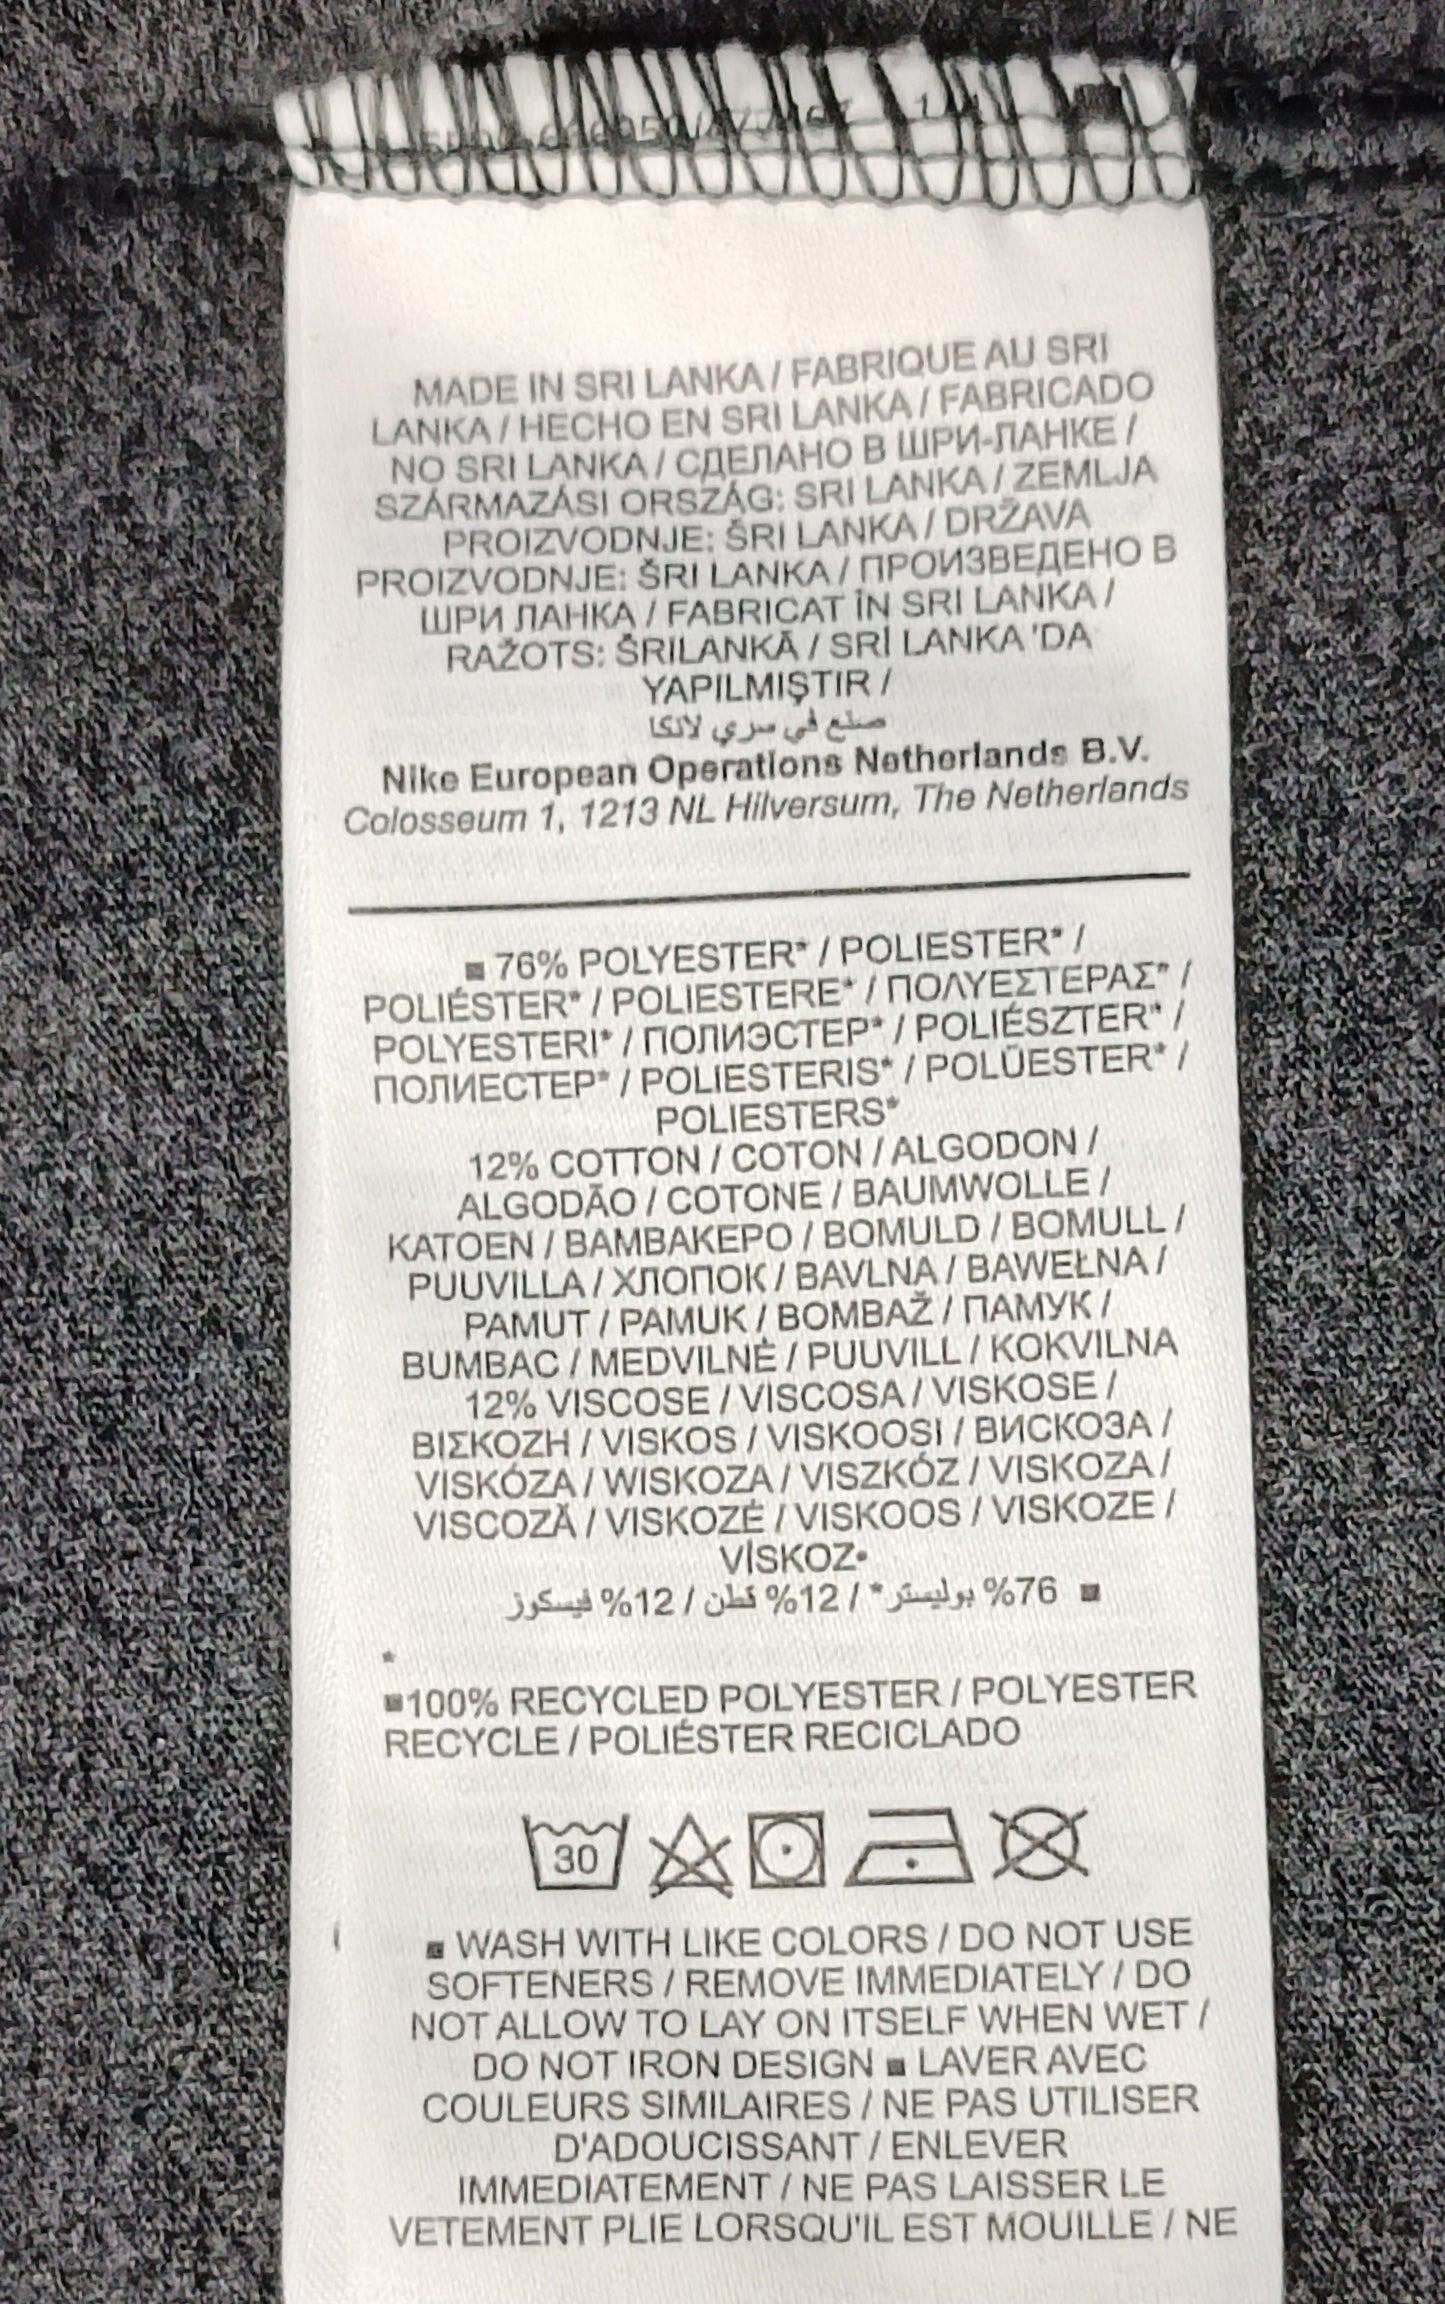 MADE IN SRI LANKA / FABRIQUE AU SRI
LANKA / HECHO EN SRI LANKA / FABRICADO
NO SRI LANKA / СДЕЛАНО В ШРИ-ЛАНКЕ /
SZÁRMAZÁSI ORSZÁG: SRI LANKA / ZEMLJA
PROIZVODNJE: ŠRI LANKA / DRŽAVA
PROIZVODNJE: ŠRI LANKA / ПРОИЗВЕДЕНО В
ШРИ ЛАНКА / FABRICAT ÎN SRI LANKA /
RAŽOTS: ŠRILANKĀ / SRİ LANKA 'DA
YAPILMIŞTIR /
صنع في سري لانكا
Nike European Operations Netherlands B.V.
Colosseum 1, 1213 NL Hilversum, The Netherlands
■ 76% POLYESTER* / POLIESTER* /
POLIÉSTER* / POLIESTERE* / ΠΟΛΥΕΣΤΕΡΑΣ* /
POLYESTERI* / ПОЛИЭСТЕР* / POLIÉSZTER* /
ПОЛИЕСТЕР* / POLIESTERIS* / POLÜESTER* /
POLIESTERS*
12% COTTON / COTON / ALGODON /
ALGODÃO / COTONE / BAUMWOLLE /
KATOEN / ΒΑΜΒΑΚΕΡΟ / BOMULD / BOMULL /
PUUVILLA / ХЛОПОК / BAVLNA / BAWEŁNA /
PAMUT / PAMUK / BOMBAŽ / ПАМУК /
BUMBAC / MEDVILNĖ / PUUVILL / KOKVILNA
12% VISCOSE / VISCOSA / VISKOSE /
ΒΙΣΚΟΖΗ / VISKOS / VISKOOSI / ВИСКОЗА /
VISKÓZA / WISKOZA / VISZKÓZ / VISKOZA /
VISCOZĂ / VISKOZĖ / VISKOOS / VISKOZE /
VİSKOZ•
■ 76% بوليستر* / 12% قطن / 12% فيسكوز
*
■100% RECYCLED POLYESTER / POLYESTER
RECYCLE / POLIÉSTER RECICLADO
30
■ WASH WITH LIKE COLORS / DO NOT USE
SOFTENERS / REMOVE IMMEDIATELY / DO
NOT ALLOW TO LAY ON ITSELF WHEN WET /
DO NOT IRON DESIGN ■ LAVER AVEC
COULEURS SIMILAIRES / NE PAS UTILISER
D'ADOUCISSANT / ENLEVER
IMMEDIATEMENT / NE PAS LAISSER LE
VETEMENT PLIE LORSQU'IL EST MOUILLE / NE